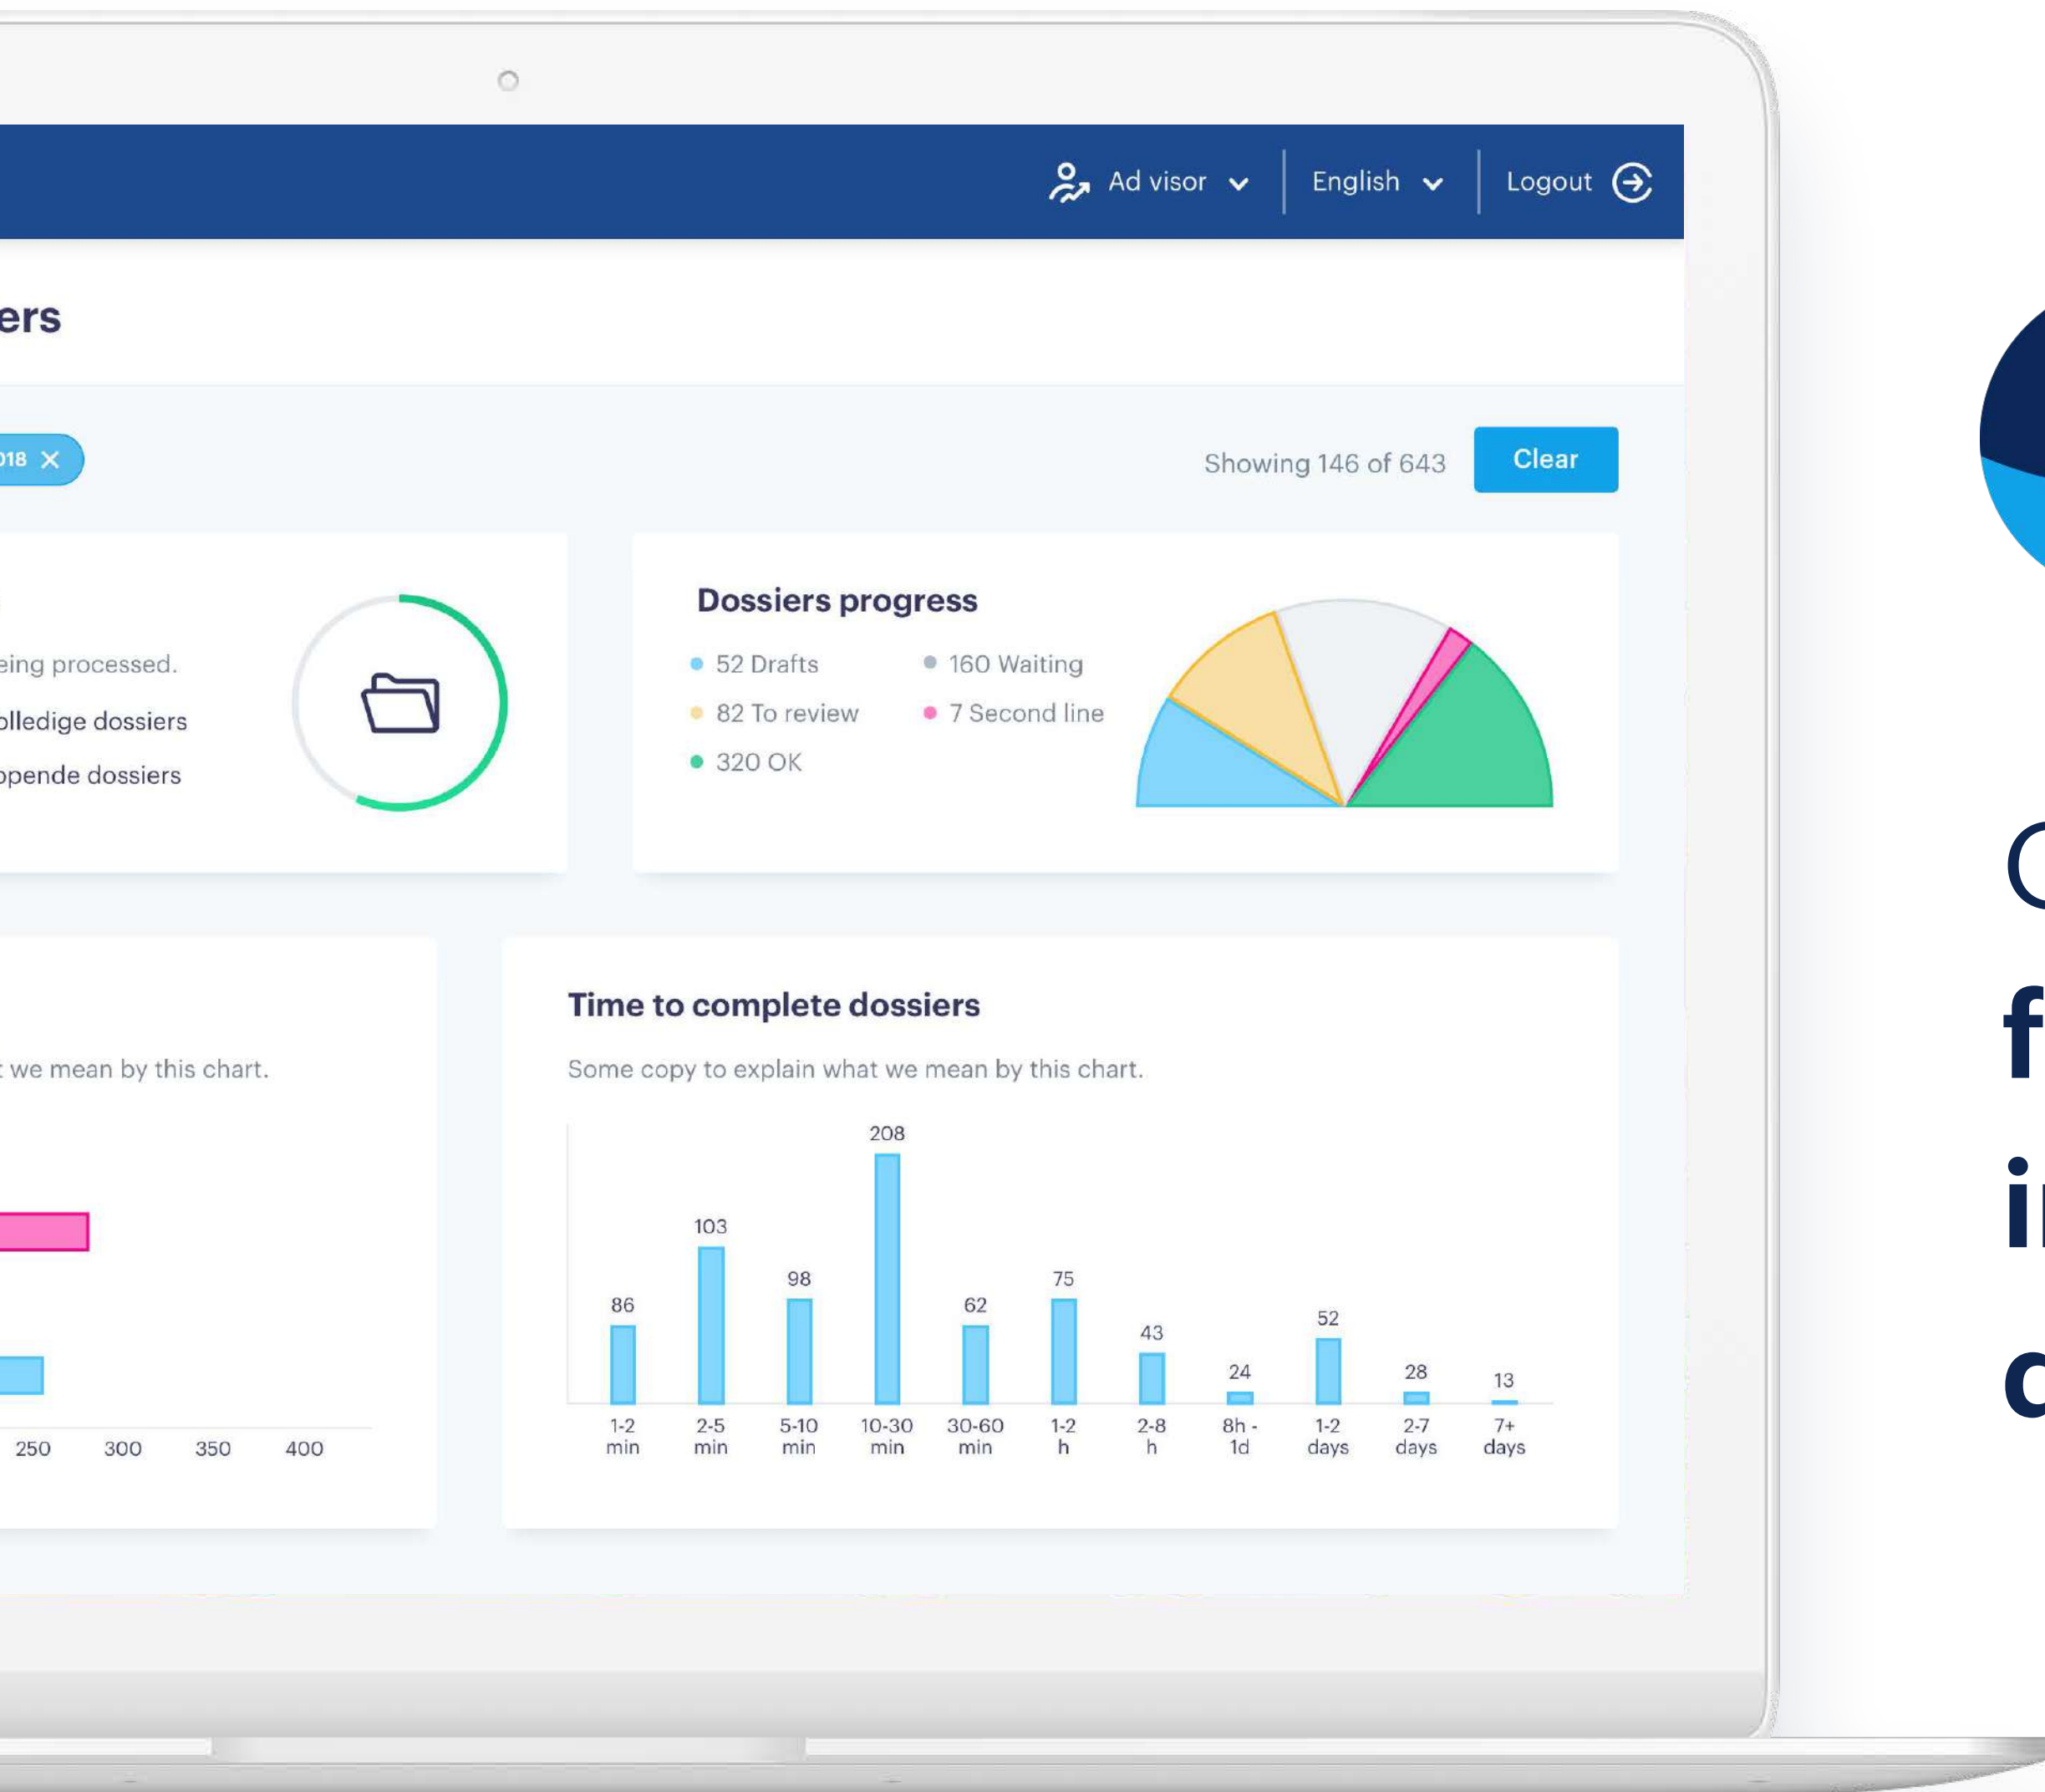 Ad visor English Logout
ers
018
Showing 146 of 643 Clear
eing processed.
olledige dossiers
opende dossiers
Dossiers progress
52 Drafts 160 Waiting
82 To review 7 Second line
320 OK
t we mean by this chart.
250 300 350 400
Time to complete dossiers
Some copy to explain what we mean by this chart.
86 103 98 208 62 75 43 24 52 28 13
1-2 min
2-5 min
5-10 min
10-30 min
30-60 min
1-2 h
2-8 h
8h - 1d
1-2 days
2-7 days
7+ days
f
i